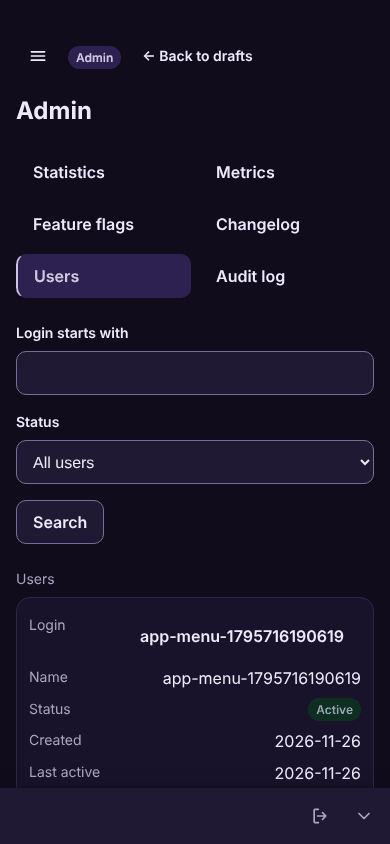 Admin
← Back to drafts
Admin
Statistics
Metrics
Feature flags
Changelog
Users
Audit log
Login starts with
Status
All users
Search
Users
Login
app-menu-1795716190619
Name
app-menu-1795716190619
Status
Active
Created
2026-11-26
Last active
2026-11-26